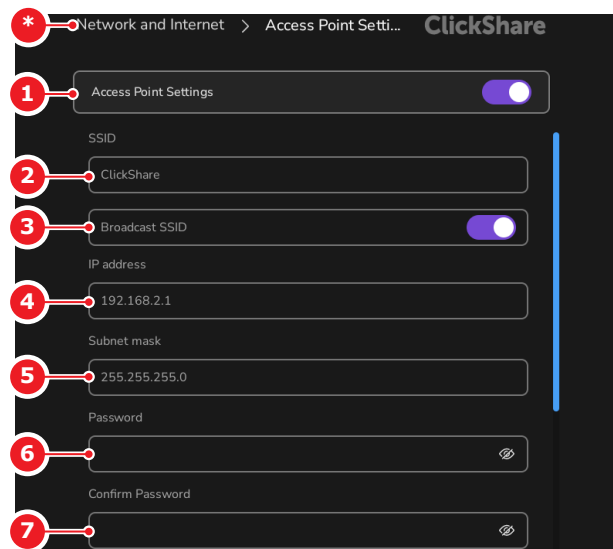 * Network and Internet > Access Point Setti... ClickShare
1 Access Point Settings
SSID
2 ClickShare
3 Broadcast SSID
IP address
4 192.168.2.1
Subnet mask
5 255.255.255.0
Password
6
Confirm Password
7